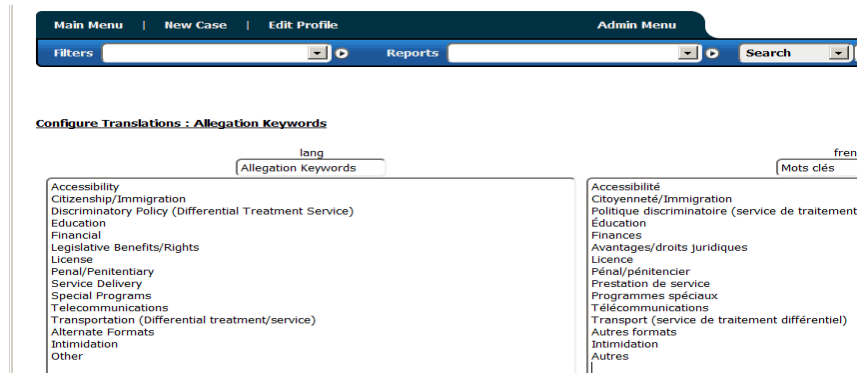 Main Menu | New Case | Edit Profile Admin Menu
Filters Reports Search
Configure Translations : Allegation Keywords
lang
Allegation Keywords
Accessibility
Citizenship/Immigration
Discriminatory Policy (Differential Treatment Service)
Education
Financial
Legislative Benefits/Rights
License
Penal/Penitentiary
Service Delivery
Special Programs
Telecommunications
Transportation (Differential treatment/service)
Alternate Formats
Intimidation
Other
fren
Mots clés
Accessibilité
Citoyenneté/Immigration
Politique discriminatoire (service de traitement
Éducation
Finances
Avantages/droits juridiques
Licence
Pénal/pénitencier
Prestation de service
Programmes spéciaux
Télécommunications
Transport (service de traitement différentiel)
Autres formats
Intimidation
Autres